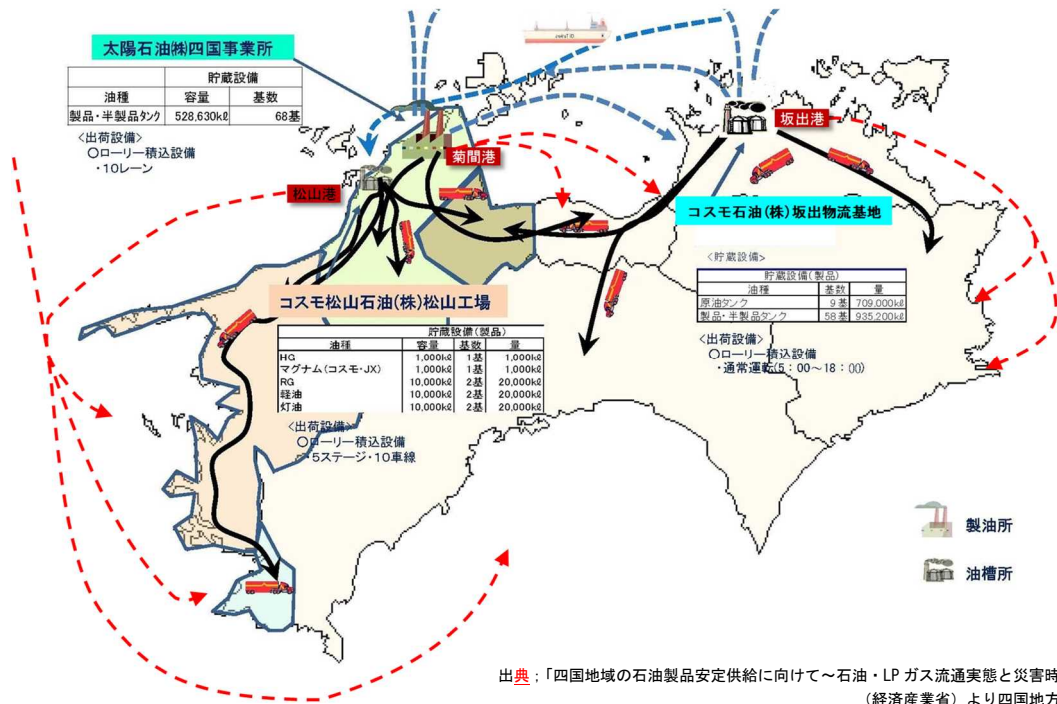 太陽石油㈱四国事業所
貯蔵設備
油種 容量 基数
製品・半製品タンク 528,630㎘ 68基
<出荷設備>
〇ローリー積込設備
・10レーン
松山港
菊間港
坂出港
コスモ石油(株)坂出物流基地
<貯蔵設備>
貯蔵設備(製品)
油種 基数 量
原油タンク 9基 709,000㎘
製品・半製品タンク 58基 935,200㎘
<出荷設備>
〇ローリー積込設備
・通常運転(5:00～18:00)
コスモ松山石油(株)松山工場
貯蔵設備(製品)
油種 容量 基数 量
HG 1,000㎘ 1基 1,000㎘
マグナム(コスモ・JX) 1,000㎘ 1基 1,000㎘
RG 10,000㎘ 2基 20,000㎘
軽油 10,000㎘ 2基 20,000㎘
灯油 10,000㎘ 2基 20,000㎘
<出荷設備>
〇ローリー積込設備
・5ステージ・10車線
製油所
油槽所
出典；「四国地域の石油製品安定供給に向けて～石油・LPガス流通実態と災害時
（経済産業省）より四国地方